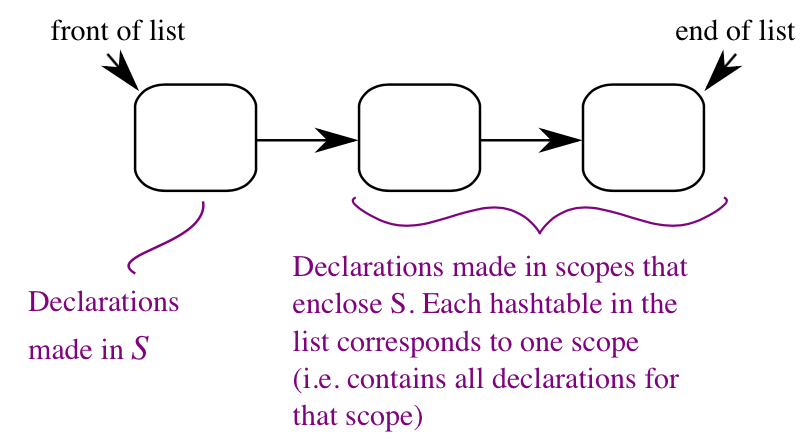 front of list
end of list
Declarations
made in S
Declarations made in scopes that
enclose S. Each hashtable in the
list corresponds to one scope
(i.e. contains all declarations for
that scope)